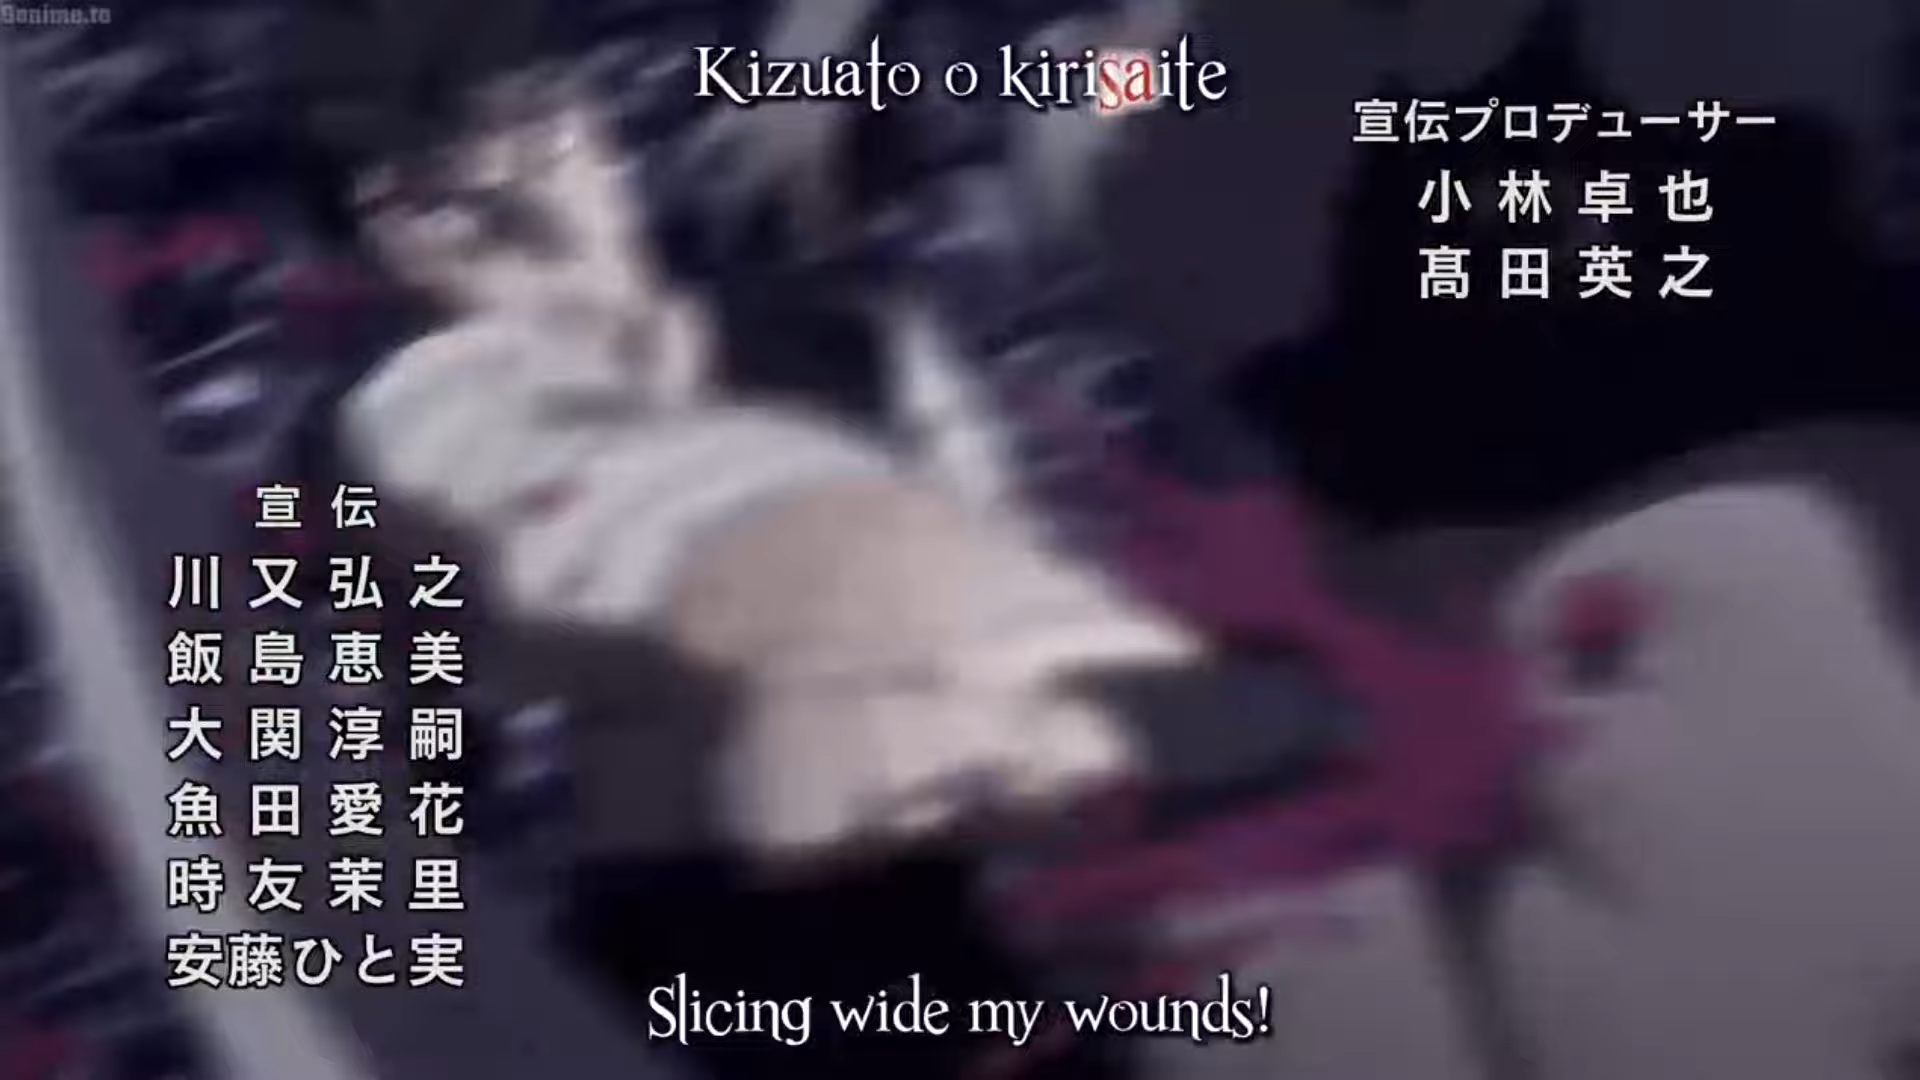 9anime.to
Kizuato o kirisaite
宣伝プロデューサー
小林卓也
髙田英之
宣伝
川又弘之
飯島恵美
大関淳嗣
魚田愛花
時友茉里
安藤ひと実
Slicing wide my wounds!